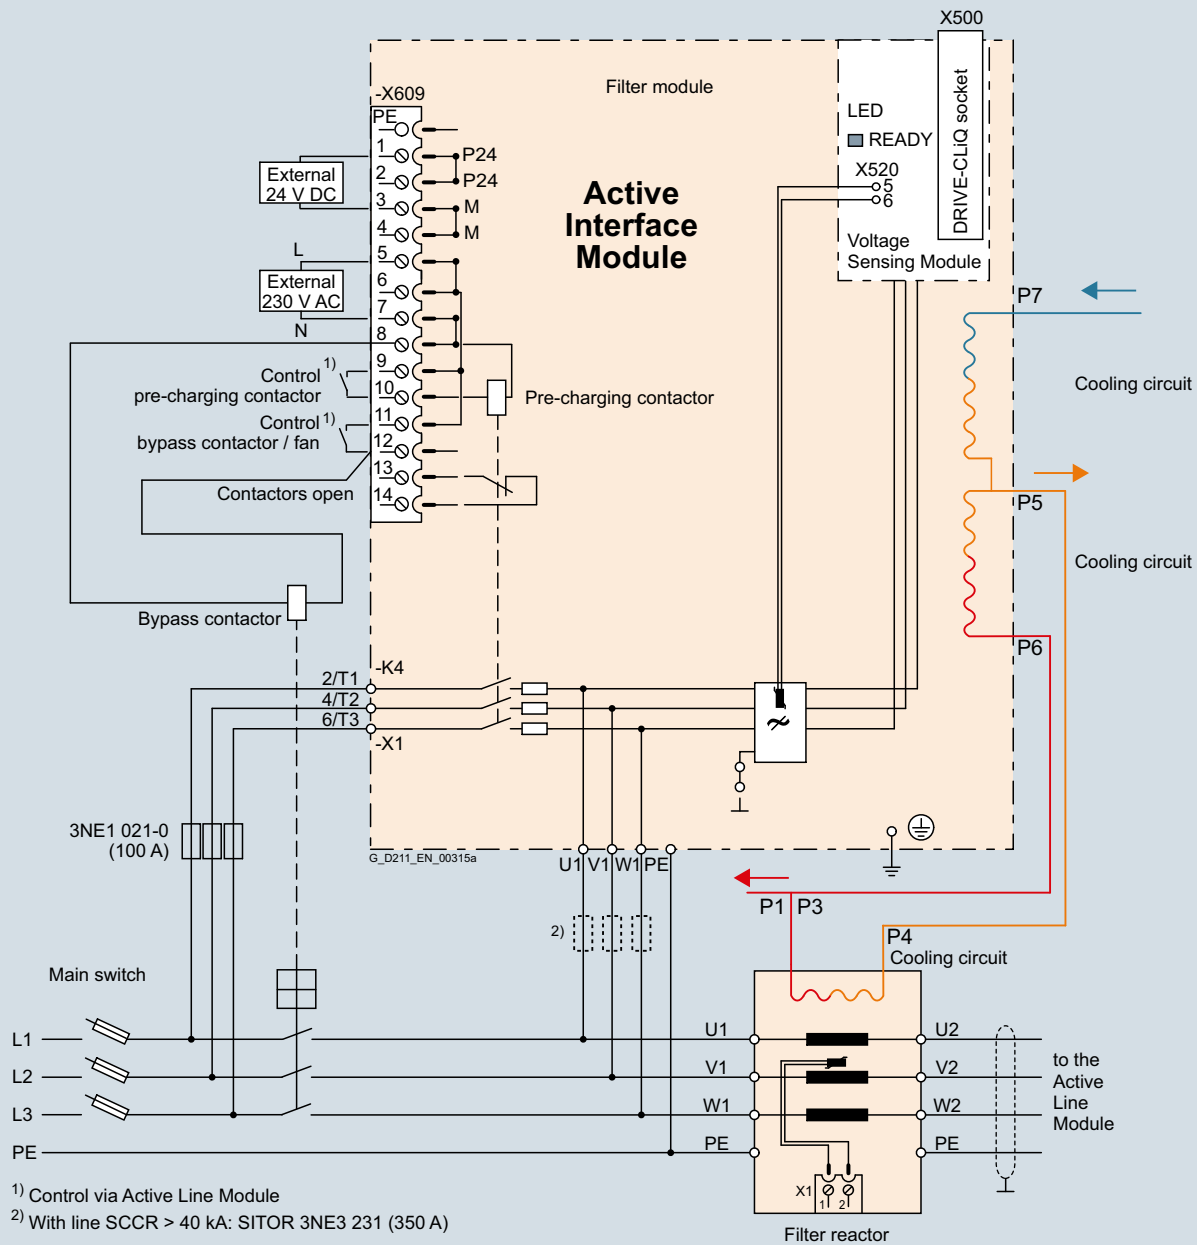 X500
Filter module
-X609
PE
1
2
3
4
5
6
7
8
9
10
11
12
13
14
P24
P24
M
M
External
24 V DC
L
External
230 V AC
N
Control 1)
pre-charging contactor
Control 1)
bypass contactor / fan
Contactors open
Bypass contactor
Pre-charging contactor
Active
Interface
Module
LED
READY
X520
5
6
Voltage
Sensing Module
DRIVE-CLiQ socket
P7
Cooling circuit
P5
Cooling circuit
P6
-K4
2/T1
4/T2
6/T3
-X1
3NE1 021-0
(100 A)
G_D211_EN_00315a
U1 V1 W1 PE
2)
P1 P3
P4
Cooling circuit
Main switch
L1
L2
L3
PE
U1
V1
W1
PE
U2
V2
W2
PE
to the
Active
Line
Module
X1
1 2
Filter reactor
1) Control via Active Line Module
2) With line SCCR > 40 kA: SITOR 3NE3 231 (350 A)